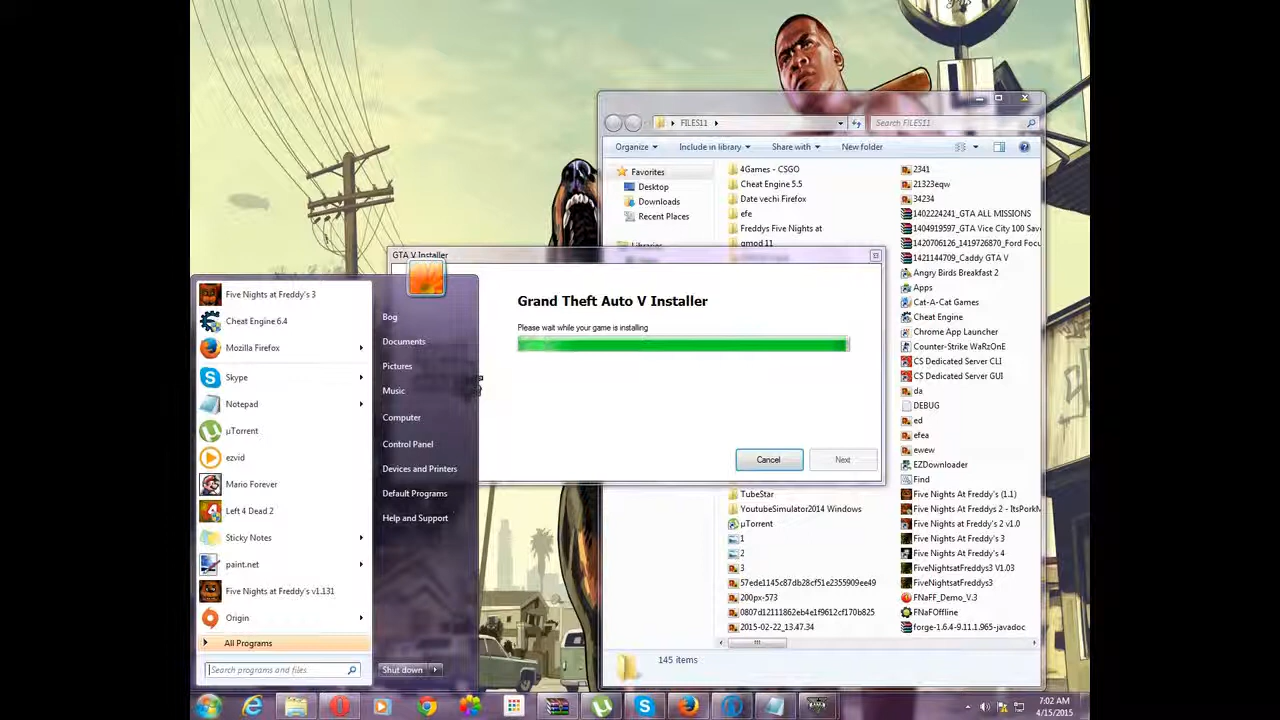 FILES11
Search FILES11
Organize
Include in library
Share with
New folder
Favorites
Desktop
Downloads
Recent Places
Libraries
4Games - CSGO
Cheat Engine 5.5
Date vechi Firefox
efe
Freddys Five Nights at
gmod 11
TubeStar
YoutubeSimulator2014 Windows
µTorrent
1
2
3
57ede1145c87db28cf51e2355909ee49
200px-573
0807d12111862eb4e1f9612cf170b825
2015-02-22_13.47.34
2341
21323eqw
34234
1402224241_GTA ALL MISSIONS
1404919597_GTA Vice City 100 Save
1420706126_1419726870_Ford Focu
1421144709_Caddy GTA V
Angry Birds Breakfast 2
Apps
Cat-A-Cat Games
Cheat Engine
Chrome App Launcher
Counter-Strike WaRzOnE
CS Dedicated Server CLI
CS Dedicated Server GUI
da
DEBUG
ed
efea
ewew
EZDownloader
Find
Five Nights At Freddy's (1.1)
Five Nights At Freddys 2 - ItsPorkM
Five Nights at Freddy's 2 v1.0
Five Nights At Freddy's 3
Five Nights At Freddy's 4
FiveNightsatFreddys3 V1.03
FiveNightsatFreddys3
FNaFF_Demo_V.3
FNaFOffline
forge-1.6.4-9.11.1.965-javadoc
145 items
GTA V Installer
Grand Theft Auto V Installer
Please wait while your game is installing
Cancel
Next
Five Nights at Freddy's 3
Cheat Engine 6.4
Mozilla Firefox
Skype
Notepad
µTorrent
ezvid
Mario Forever
Left 4 Dead 2
Sticky Notes
paint.net
Five Nights at Freddy's v1.131
Origin
All Programs
Search programs and files
Bog
Documents
Pictures
Music
Computer
Control Panel
Devices and Printers
Default Programs
Help and Support
Shut down
7:02 AM
4/15/2015